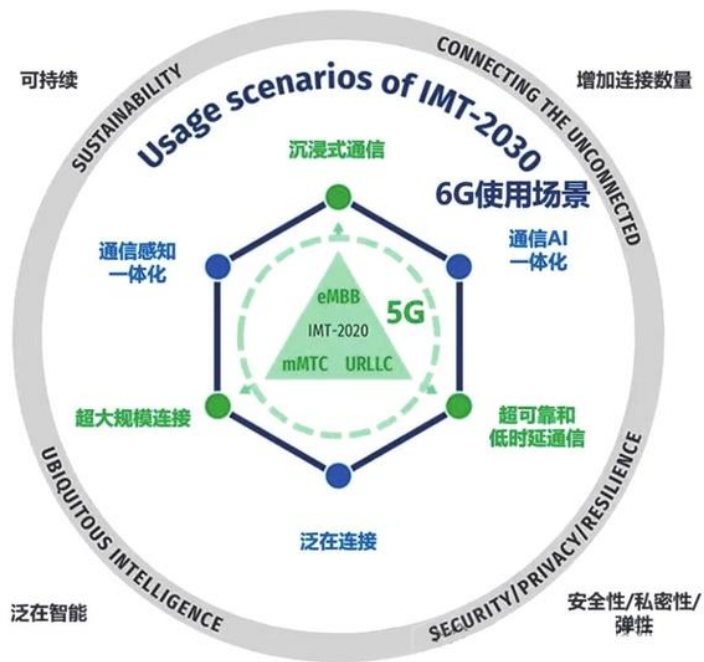 可持续
SUSTAINABILITY
CONNECTING THE UNCONNECTED
增加连接数量
Usage scenarios of IMT-2030
6G使用场景
沉浸式通信
通信感知
一体化
通信AI
一体化
eMBB
5G
IMT-2020
mMTC URLLC
超大规模连接
超可靠和
低时延通信
泛在连接
UBIQUITOUS INTELLIGENCE
SECURITY/PRIVACY/RESILIENCE
泛在智能
安全性/私密性/
弹性